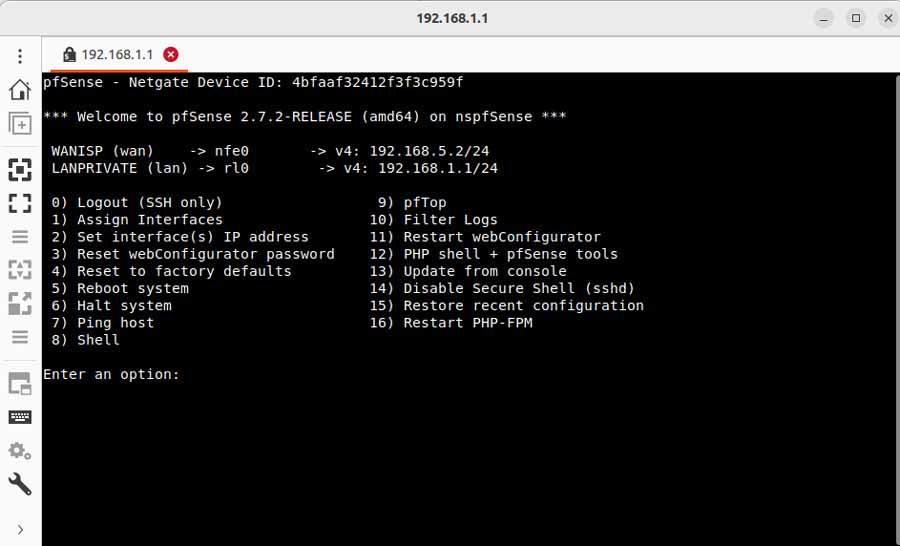 192.168.1.1
192.168.1.1
pfSense - Netgate Device ID: 4bfaaf32412f3f3c959f
*** Welcome to pfSense 2.7.2-RELEASE (amd64) on nspfSense ***
WANISP (wan)    -> nfe0       -> v4: 192.168.5.2/24
LANPRIVATE (lan) -> rl0        -> v4: 192.168.1.1/24
0) Logout (SSH only)                  9) pfTop
1) Assign Interfaces                 10) Filter Logs
2) Set interface(s) IP address       11) Restart webConfigurator
3) Reset webConfigurator password    12) PHP shell + pfSense tools
4) Reset to factory defaults         13) Update from console
5) Reboot system                     14) Disable Secure Shell (sshd)
6) Halt system                       15) Restore recent configuration
7) Ping host                         16) Restart PHP-FPM
8) Shell
Enter an option: